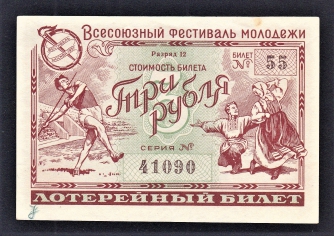 Всесоюзный Фестиваль Молодежи
Разряд 12
СТОИМОСТЬ БИЛЕТА
БИЛЕТ
№ 55
Три
рубля
СЕРИЯ №
41090
ЛОТЕРЕЙНЫЙ БИЛЕТ